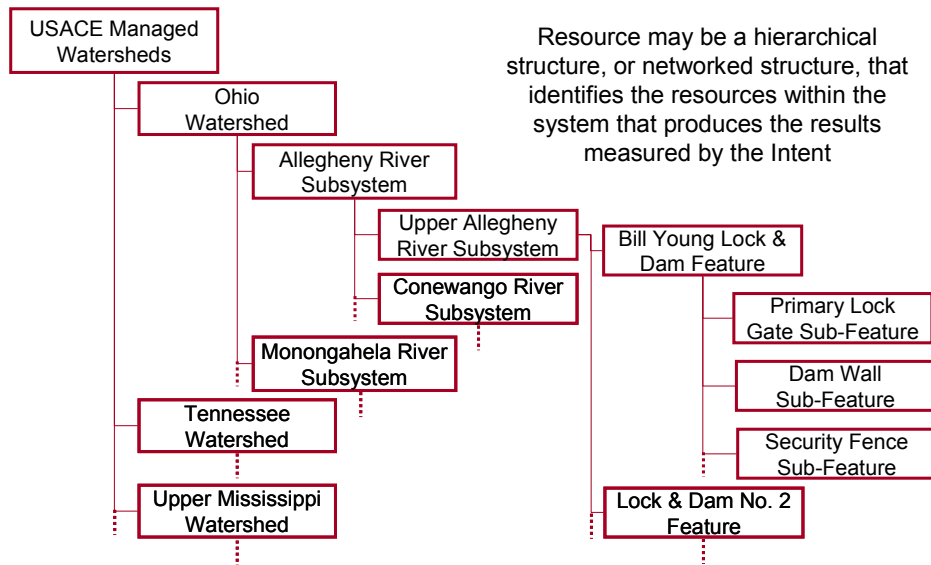 USACE Managed
Watersheds
Resource may be a hierarchical
structure, or networked structure, that
identifies the resources within the
system that produces the results
measured by the Intent
Ohio
Watershed
Allegheny River
Subsystem
Upper Allegheny
River Subsystem
Bill Young Lock &
Dam Feature
Conewango River
Subsystem
Primary Lock
Gate Sub-Feature
Monongahela River
Subsystem
Dam Wall
Sub-Feature
Tennessee
Watershed
Security Fence
Sub-Feature
Upper Mississippi
Watershed
Lock & Dam No. 2
Feature